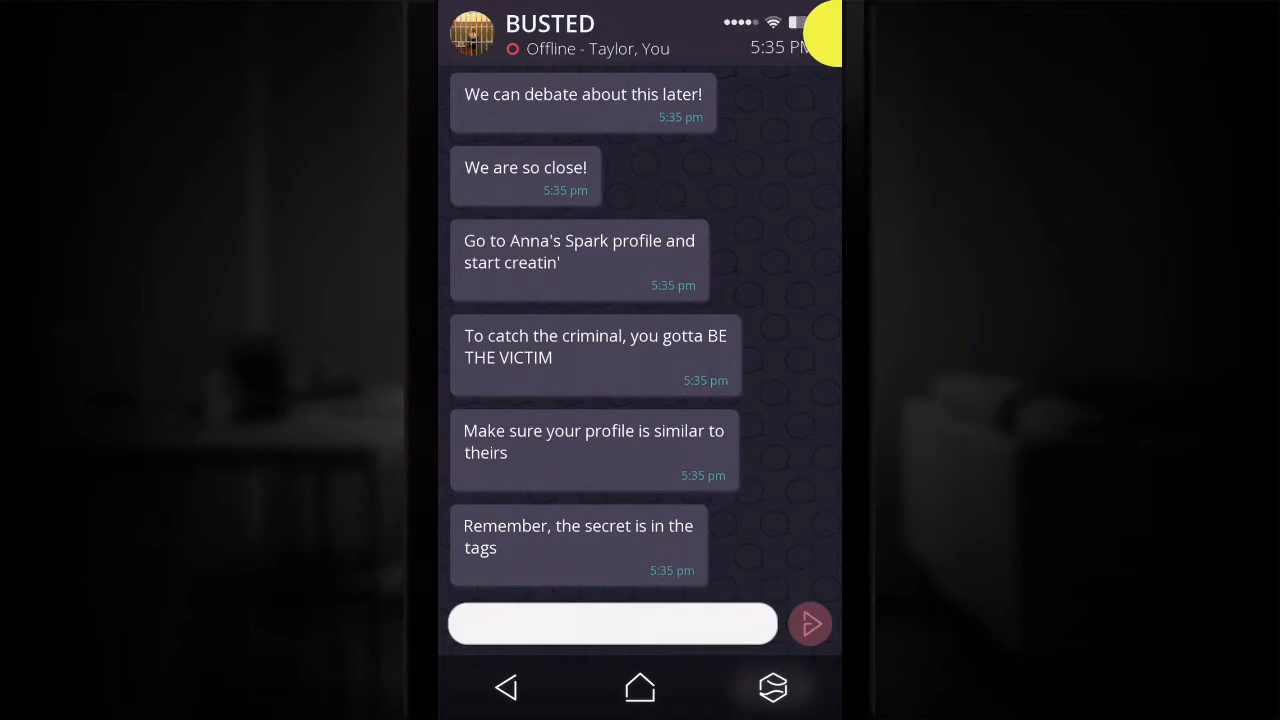 BUSTED
Offline - Taylor, You
5:35 PM
We can debate about this later!
5:35 pm
We are so close!
5:35 pm
Go to Anna's Spark profile and
start creatin'
5:35 pm
To catch the criminal, you gotta BE
THE VICTIM
5:35 pm
Make sure your profile is similar to
theirs
5:35 pm
Remember, the secret is in the
tags
5:35 pm